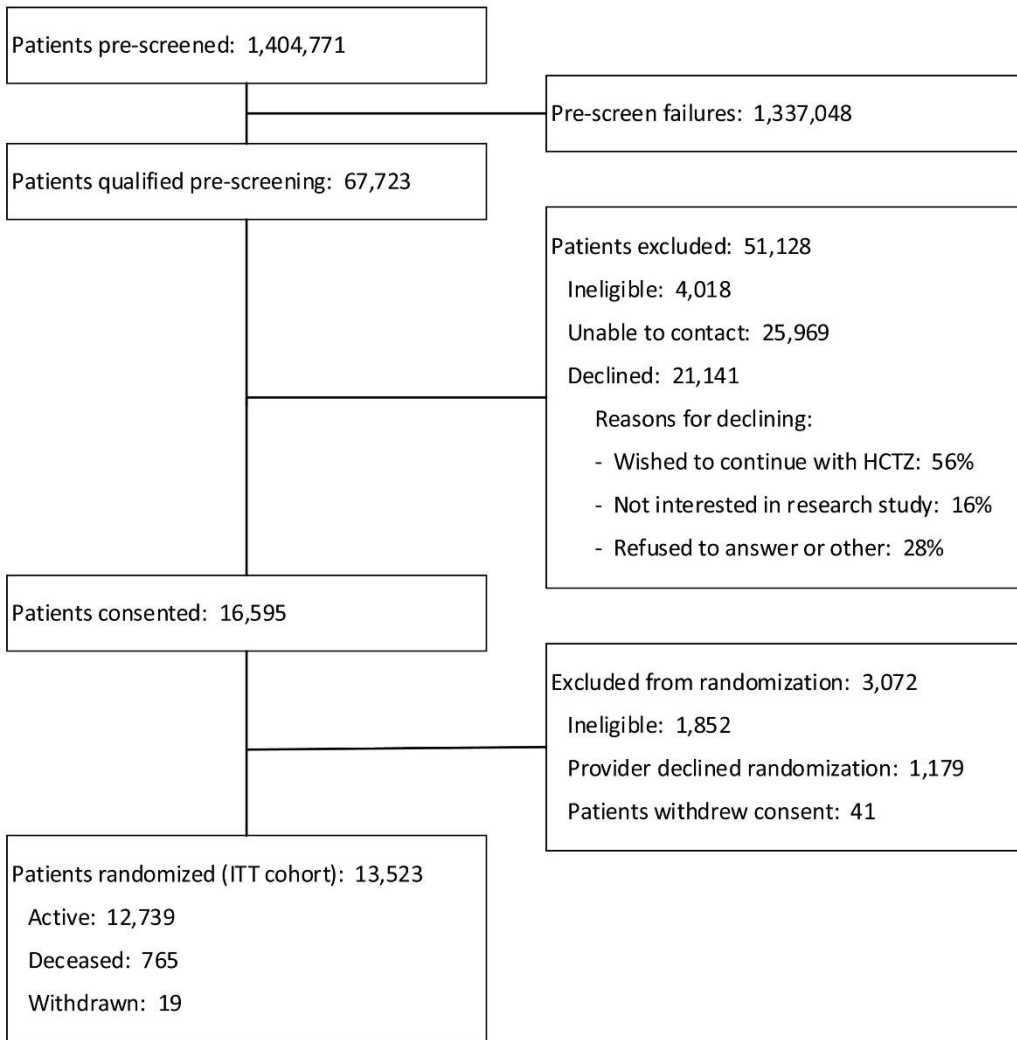 Patients pre-screened: 1,404,771
Pre-screen failures: 1,337,048
Patients qualified pre-screening: 67,723
Patients excluded: 51,128
Ineligible: 4,018
Unable to contact: 25,969
Declined: 21,141
Reasons for declining:
- Wished to continue with HCTZ: 56%
- Not interested in research study: 16%
- Refused to answer or other: 28%
Patients consented: 16,595
Excluded from randomization: 3,072
Ineligible: 1,852
Provider declined randomization: 1,179
Patients withdrew consent: 41
Patients randomized (ITT cohort): 13,523
Active: 12,739
Deceased: 765
Withdrawn: 19